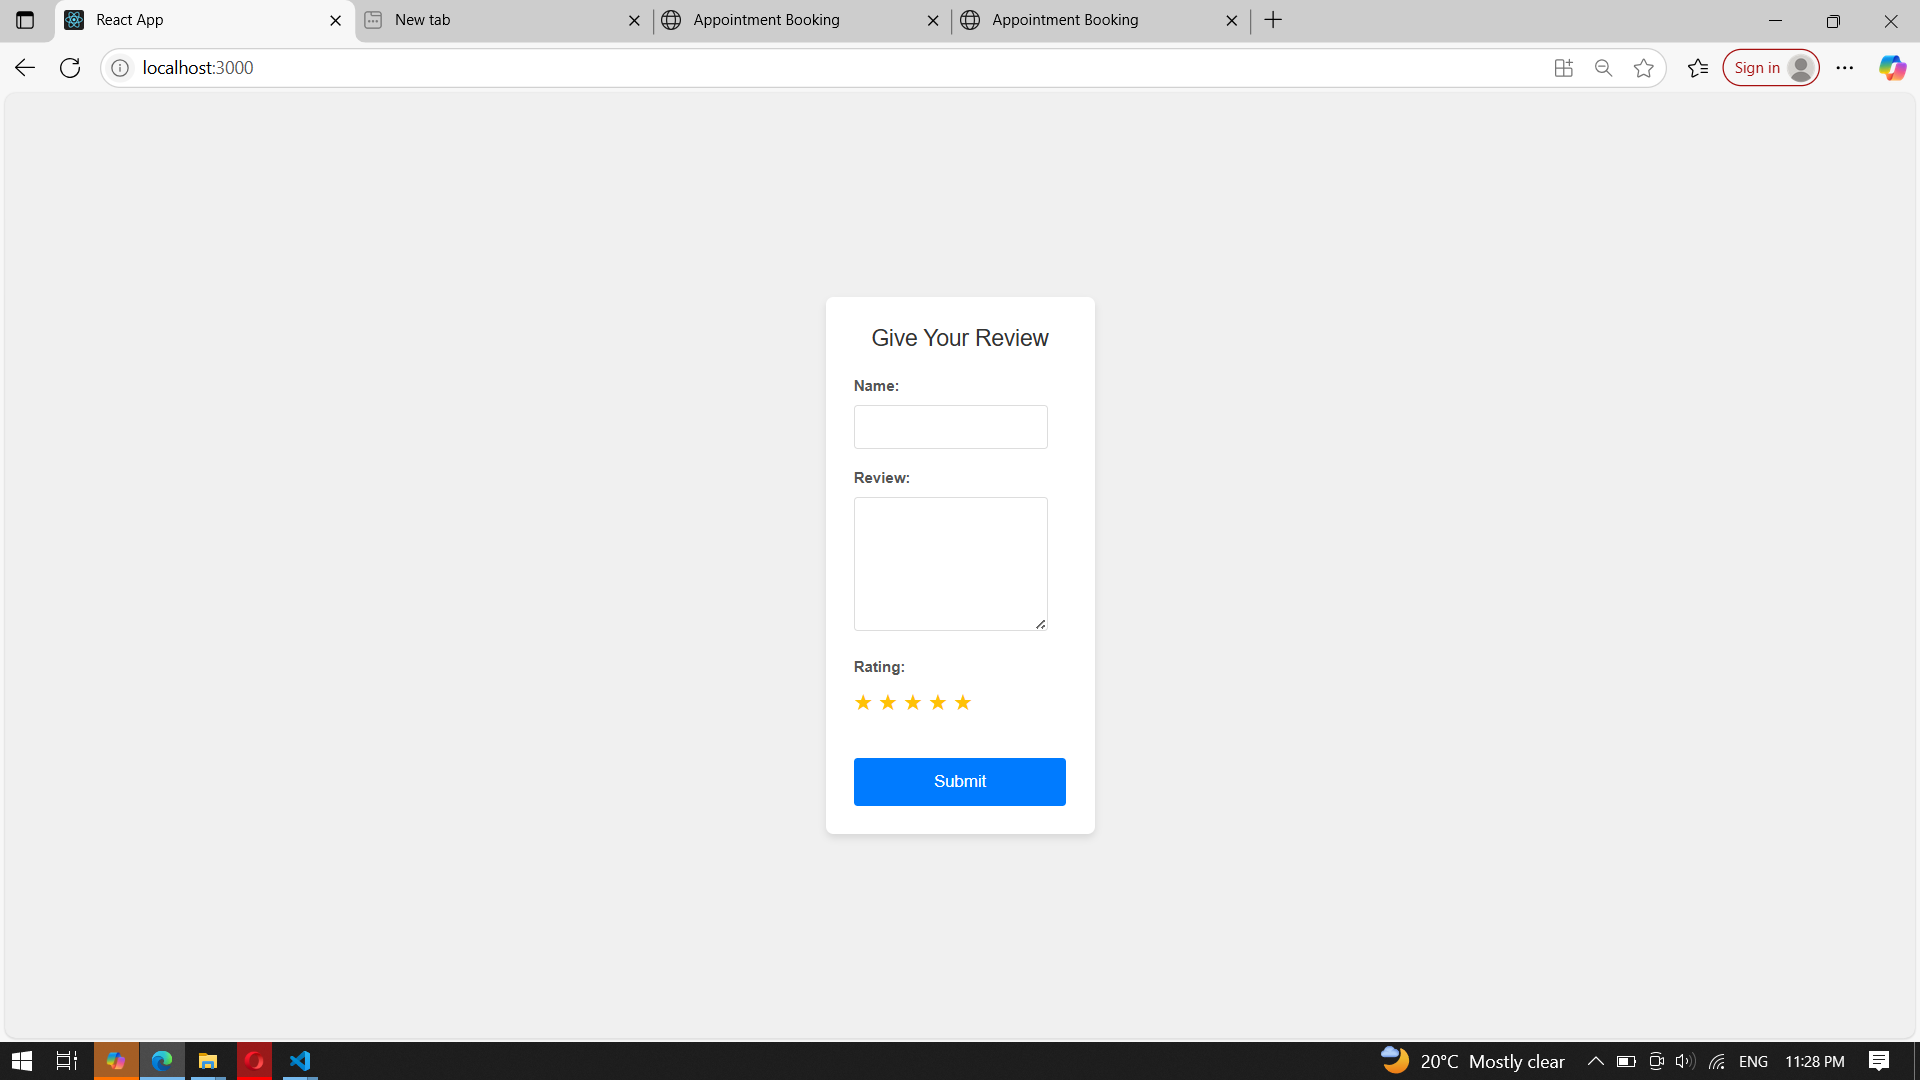 React App
New tab
Appointment Booking
Appointment Booking
localhost:3000
Sign in
Give Your Review
Name:
Review:
Rating:
Submit
20°C Mostly clear
ENG
11:28 PM